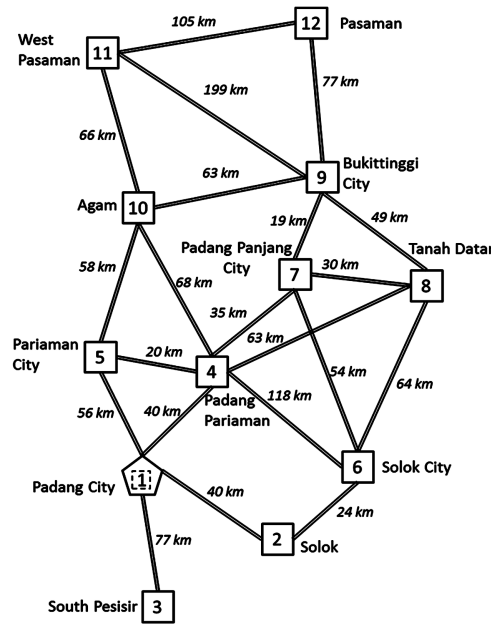 105 km
12
Pasaman
West
Pasaman
11
199 km
77 km
66 km
63 km
9
Bukittinggi
City
Agam
10
19 km
49 km
Padang Panjang
City
Tanah Datar
7
30 km
8
58 km
68 km
35 km
63 km
Pariaman
City
5
20 km
4
54 km
64 km
56 km
40 km
Padang
Pariaman
118 km
6
Solok City
Padang City
1
40 km
24 km
2
Solok
77 km
South Pesisir
3